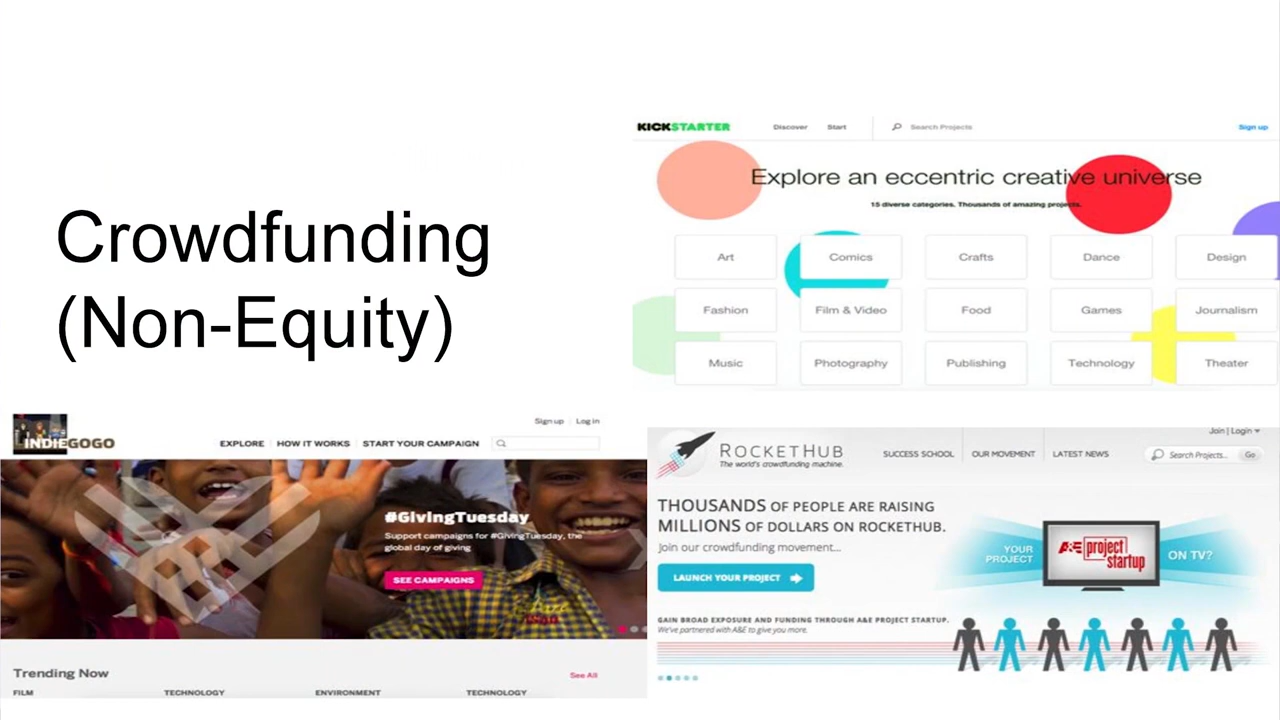 Crowdfunding
(Non-Equity)
KICKSTARTER
Discover Start Search Projects Sign up
Explore an eccentric creative universe
15 diverse categories. Thousands of amazing projects.
Art Comics Crafts Dance Design
Fashion Film & Video Food Games Journalism
Music Photography Publishing Technology Theater
Sign up Log In
INDIEGOGO EXPLORE HOW IT WORKS START YOUR CAMPAIGN
#GivingTuesday
Support campaigns for #GivingTuesday, the
global day of giving
SEE CAMPAIGNS
Trending Now See All
FILM TECHNOLOGY ENVIRONMENT TECHNOLOGY
Join | Login
ROCKETHUB SUCCESS SCHOOL OUR MOVEMENT LATEST NEWS Search Projects... Go
The world's crowdfunding machine.
THOUSANDS OF PEOPLE ARE RAISING
MILLIONS OF DOLLARS ON ROCKETHUB.
Join our crowdfunding movement...
LAUNCH YOUR PROJECT
YOUR
PROJECT
A&E project
startup
ON TV?
GAIN BROAD EXPOSURE AND FUNDING THROUGH A&E PROJECT STARTUP.
We've partnered with A&E to give you more.